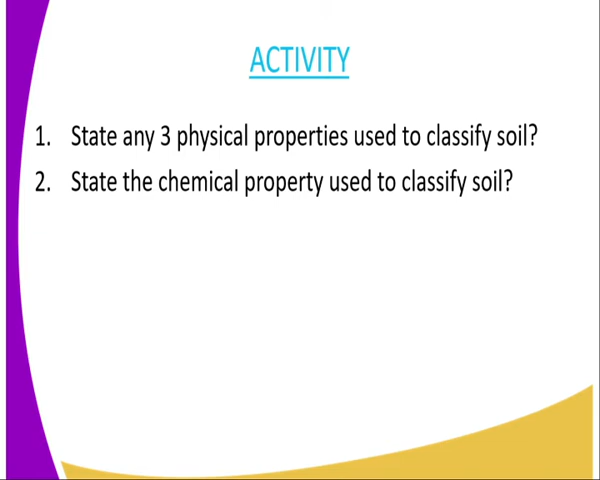 ACTIVITY
1. State any 3 physical properties used to classify soil?
2. State the chemical property used to classify soil?